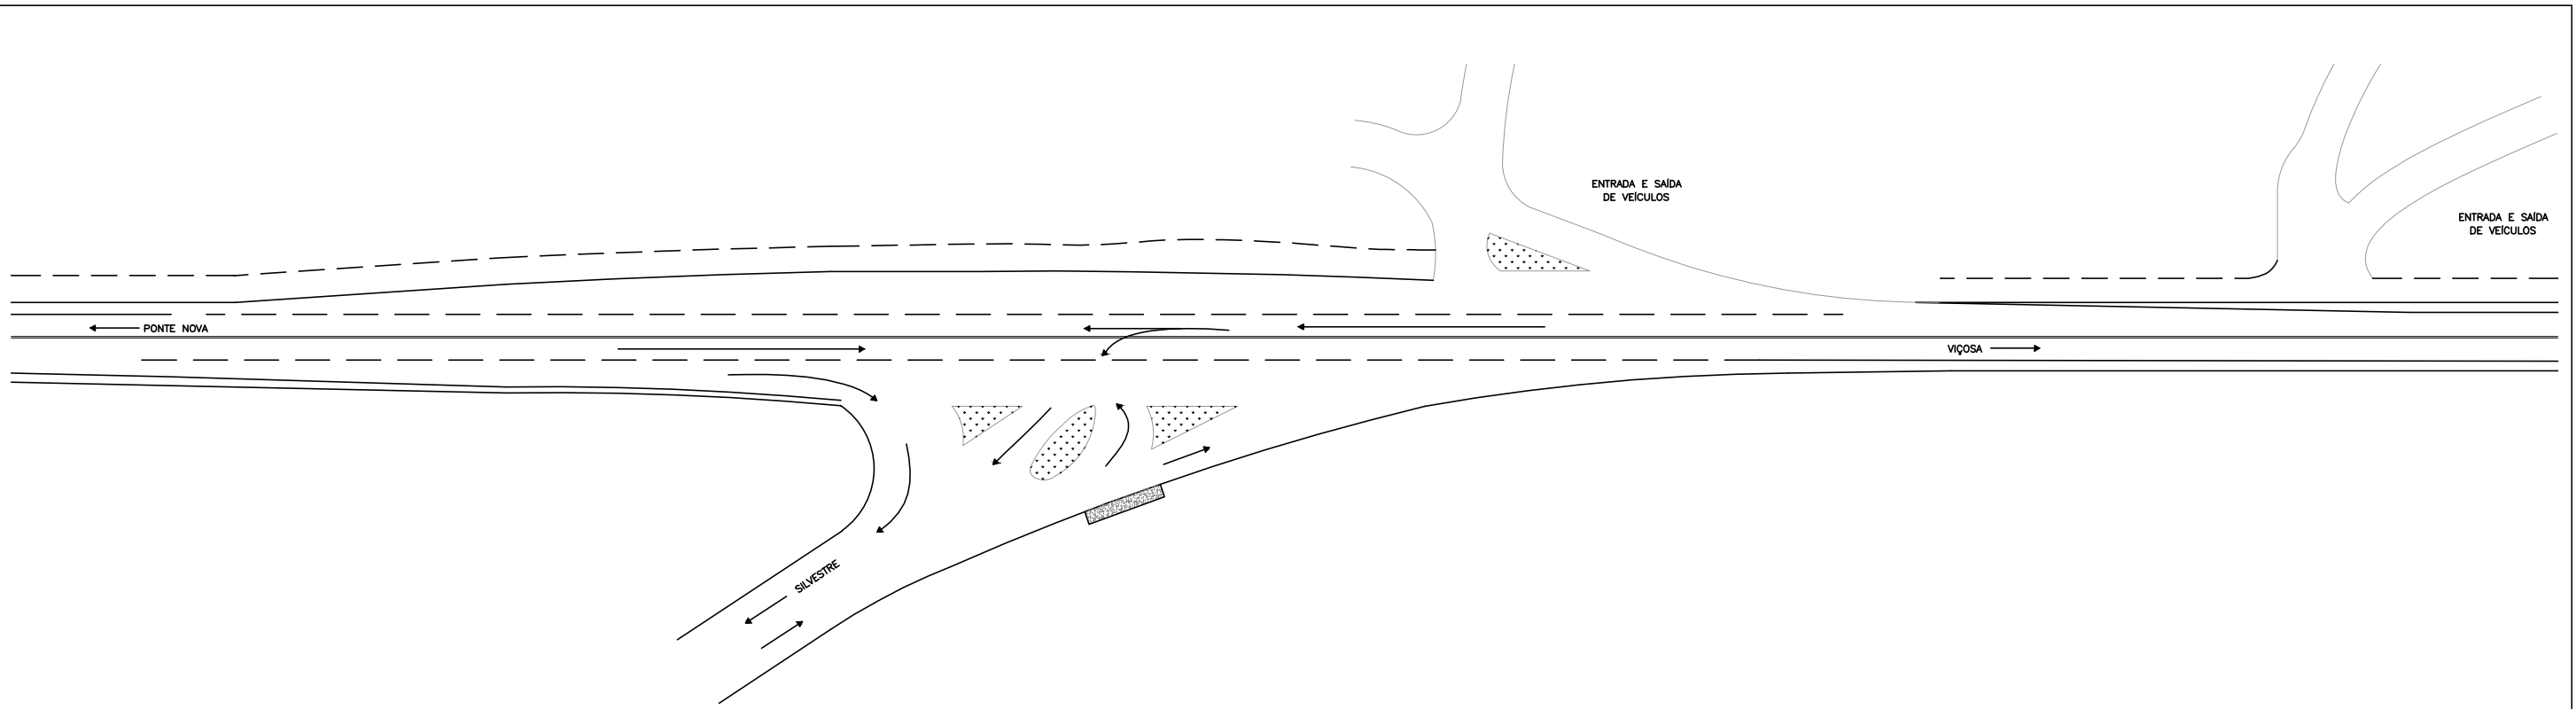 ENTRADA E SAÍDA
DE VEÍCULOS
ENTRADA E SAÍDA
DE VEÍCULOS
PONTE NOVA
VIÇOSA
SILVESTRE